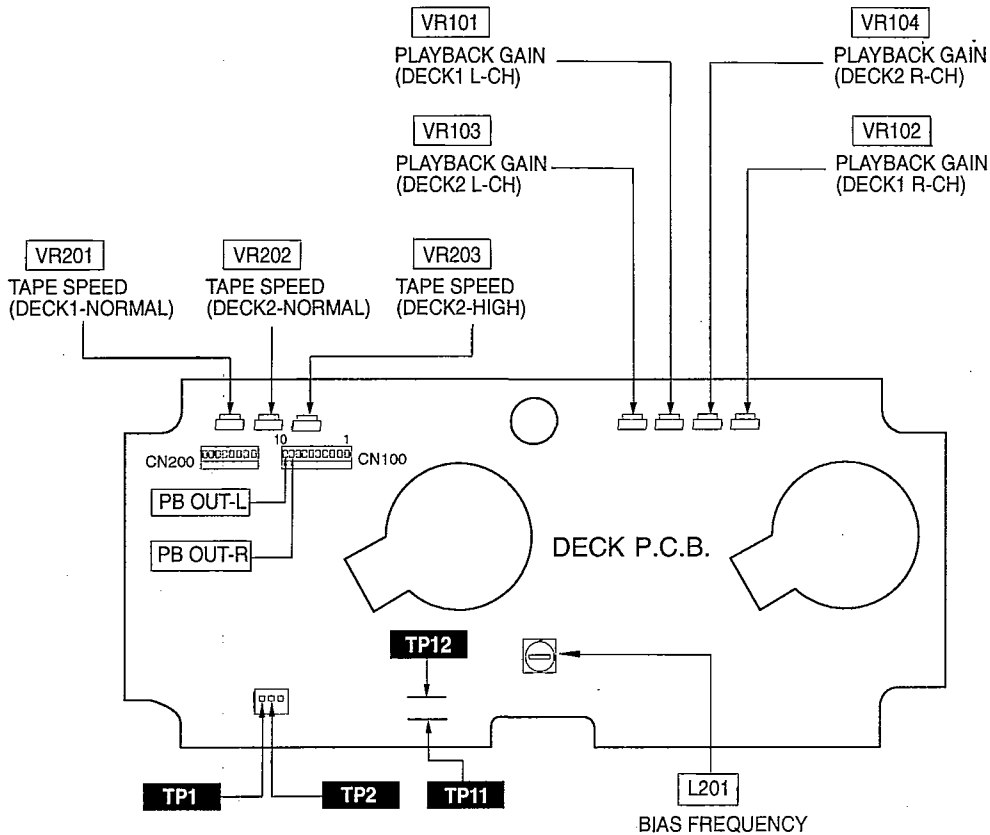 VR101
PLAYBACK GAIN
(DECK1 L-CH)
VR104
PLAYBACK GAIN
(DECK2 R-CH)
VR103
PLAYBACK GAIN
(DECK2 L-CH)
VR102
PLAYBACK GAIN
(DECK1 R-CH)
VR201
TAPE SPEED
(DECK1-NORMAL)
VR202
TAPE SPEED
(DECK2-NORMAL)
VR203
TAPE SPEED
(DECK2-HIGH)
10 1
CN200
CN100
PB OUT-L
PB OUT-R
DECK P.C.B.
TP12
TP1
TP2
TP11
L201
BIAS FREQUENCY